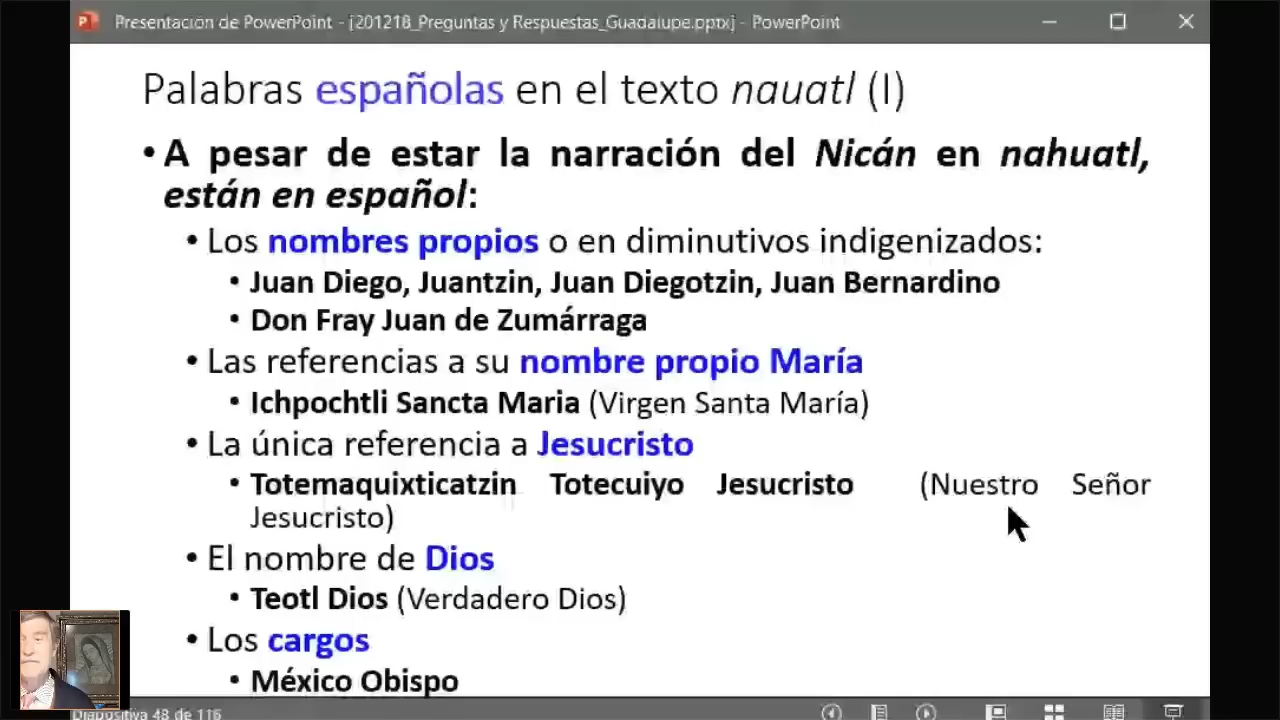 Presentación de PowerPoint - [201218_Preguntas y Respuestas_Guadalupe.pptx] - PowerPoint
Palabras españolas en el texto nauatl (I)
• A pesar de estar la narración del Nicán en nahuatl,
están en español:
• Los nombres propios o en diminutivos indigenizados:
• Juan Diego, Juantzin, Juan Diegotzin, Juan Bernardino
• Don Fray Juan de Zumárraga
• Las referencias a su nombre propio María
• Ichpochtli Sancta Maria (Virgen Santa María)
• La única referencia a Jesucristo
• Totemaquixticatzin Totecuiyo Jesucristo (Nuestro Señor
Jesucristo)
• El nombre de Dios
• Teotl Dios (Verdadero Dios)
• Los cargos
• México Obispo
Diapositiva 48 de 116